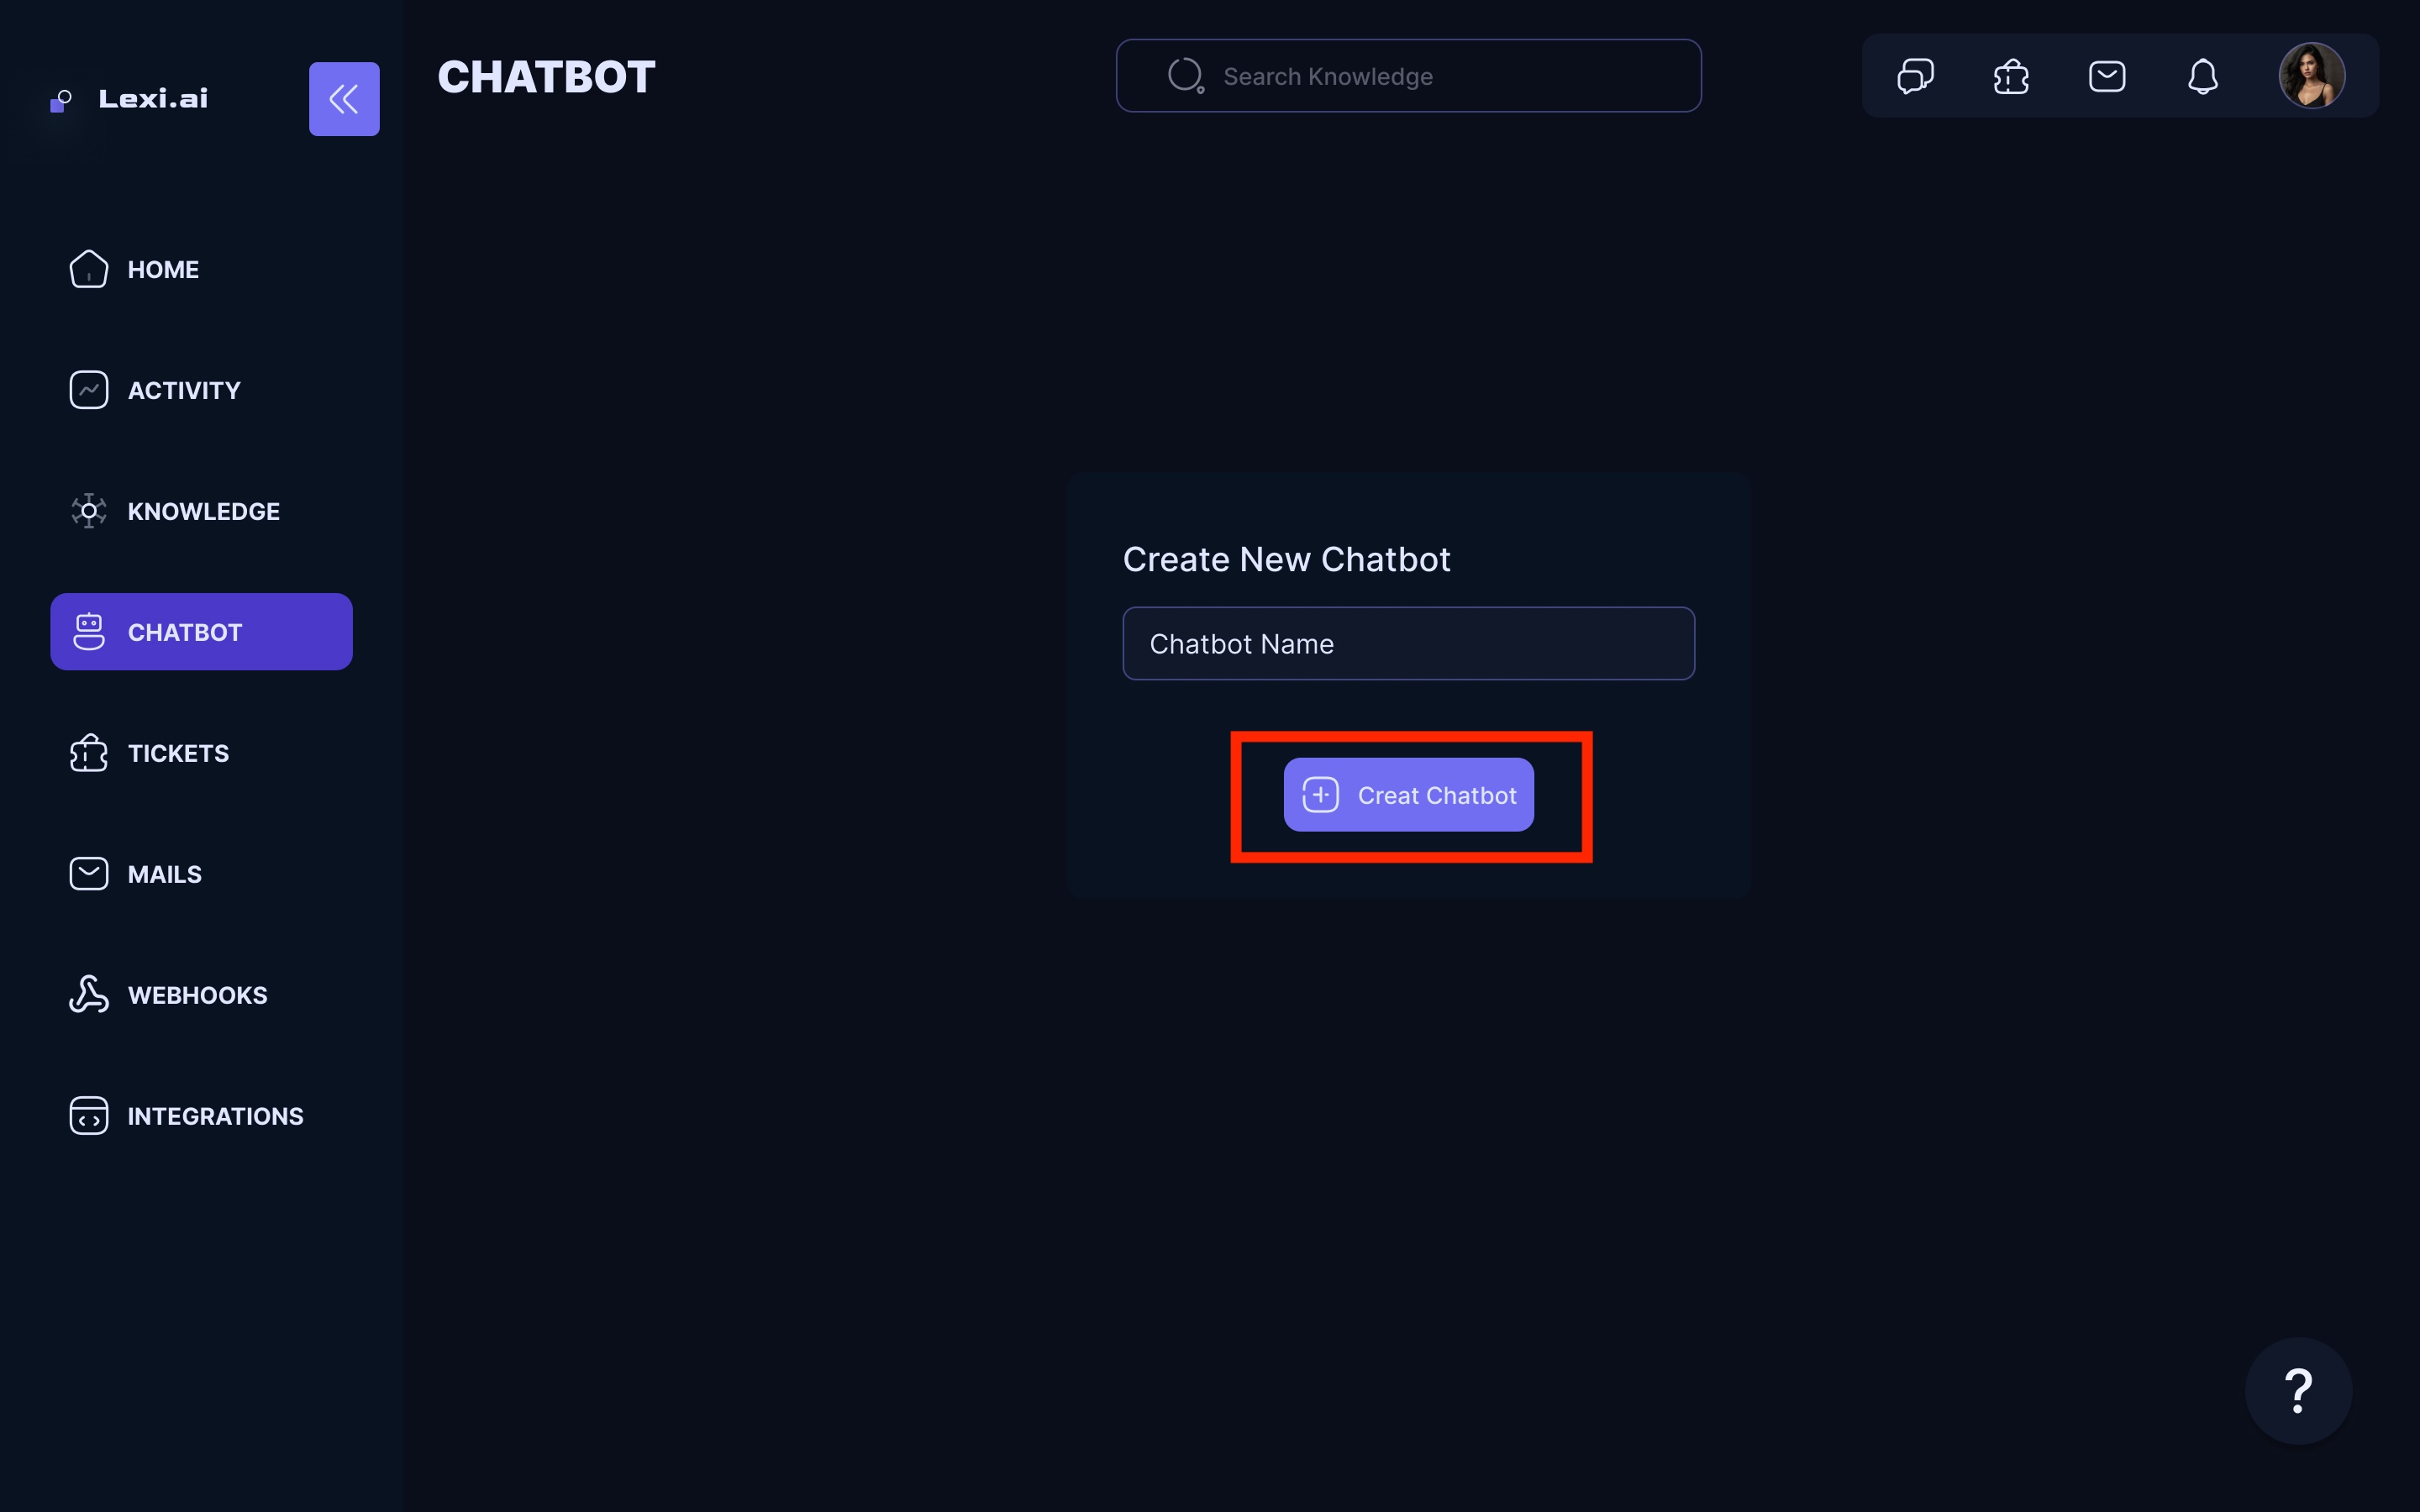 Lexi.ai
CHATBOT
Search Knowledge
HOME
ACTIVITY
KNOWLEDGE
CHATBOT
TICKETS
MAILS
WEBHOOKS
INTEGRATIONS
Create New Chatbot
Chatbot Name
Creat Chatbot
?